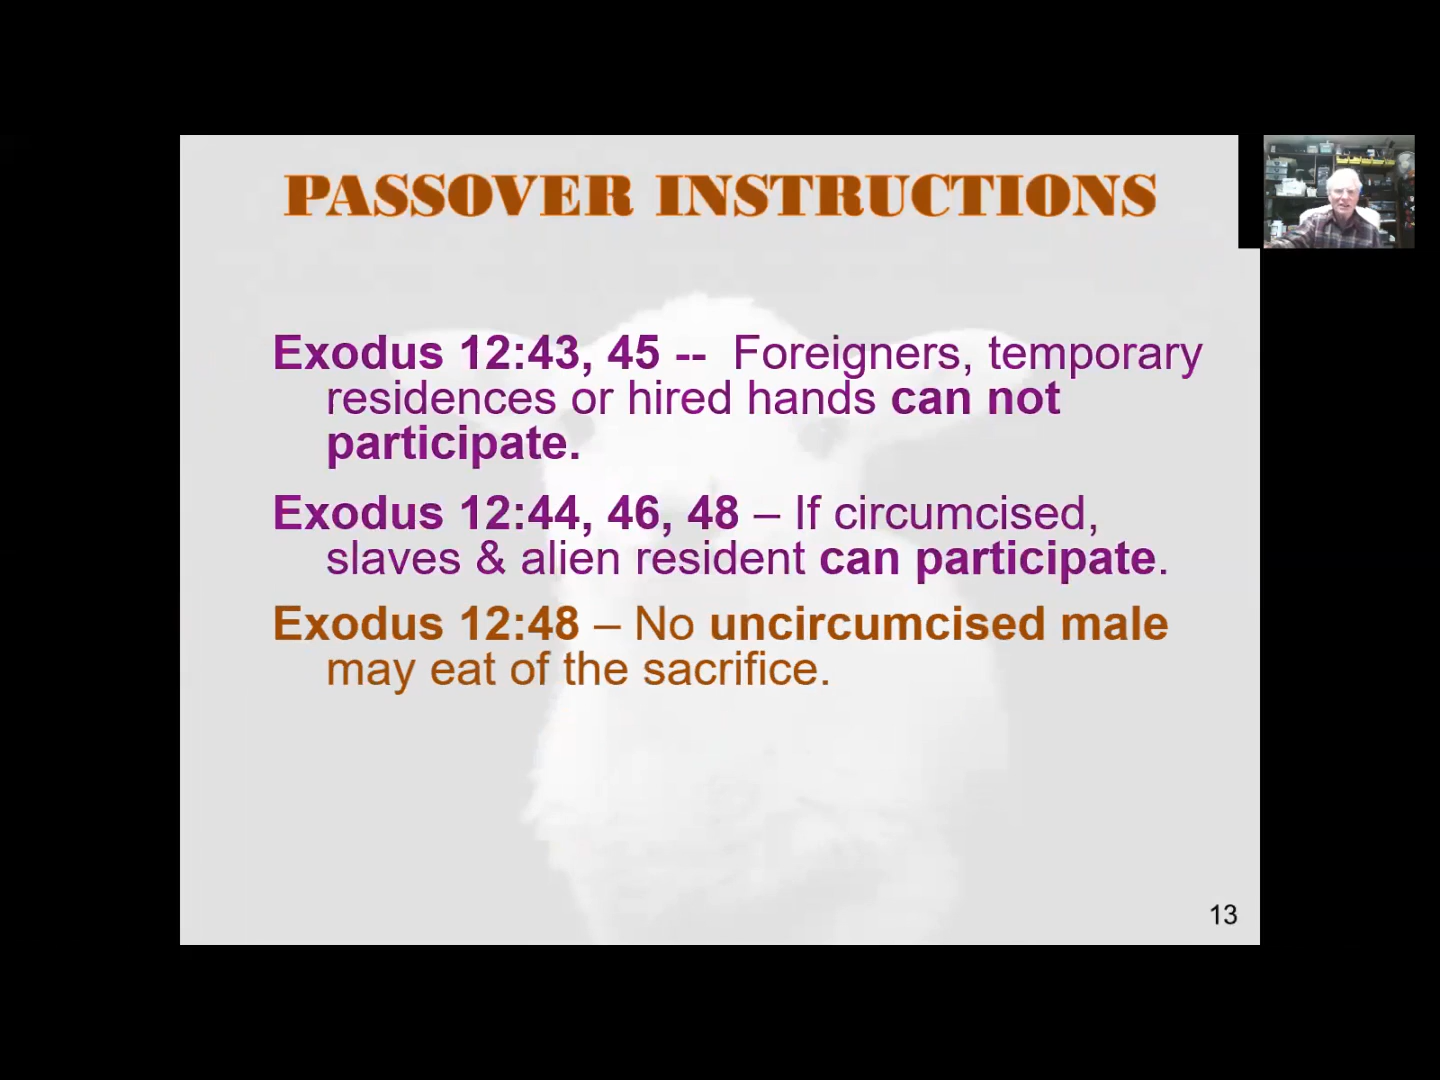 PASSOVER INSTRUCTIONS
Exodus 12:43, 45 -- Foreigners, temporary
residences or hired hands can not
participate.
Exodus 12:44, 46, 48 – If circumcised,
slaves & alien resident can participate.
Exodus 12:48 – No uncircumcised male
may eat of the sacrifice.
13